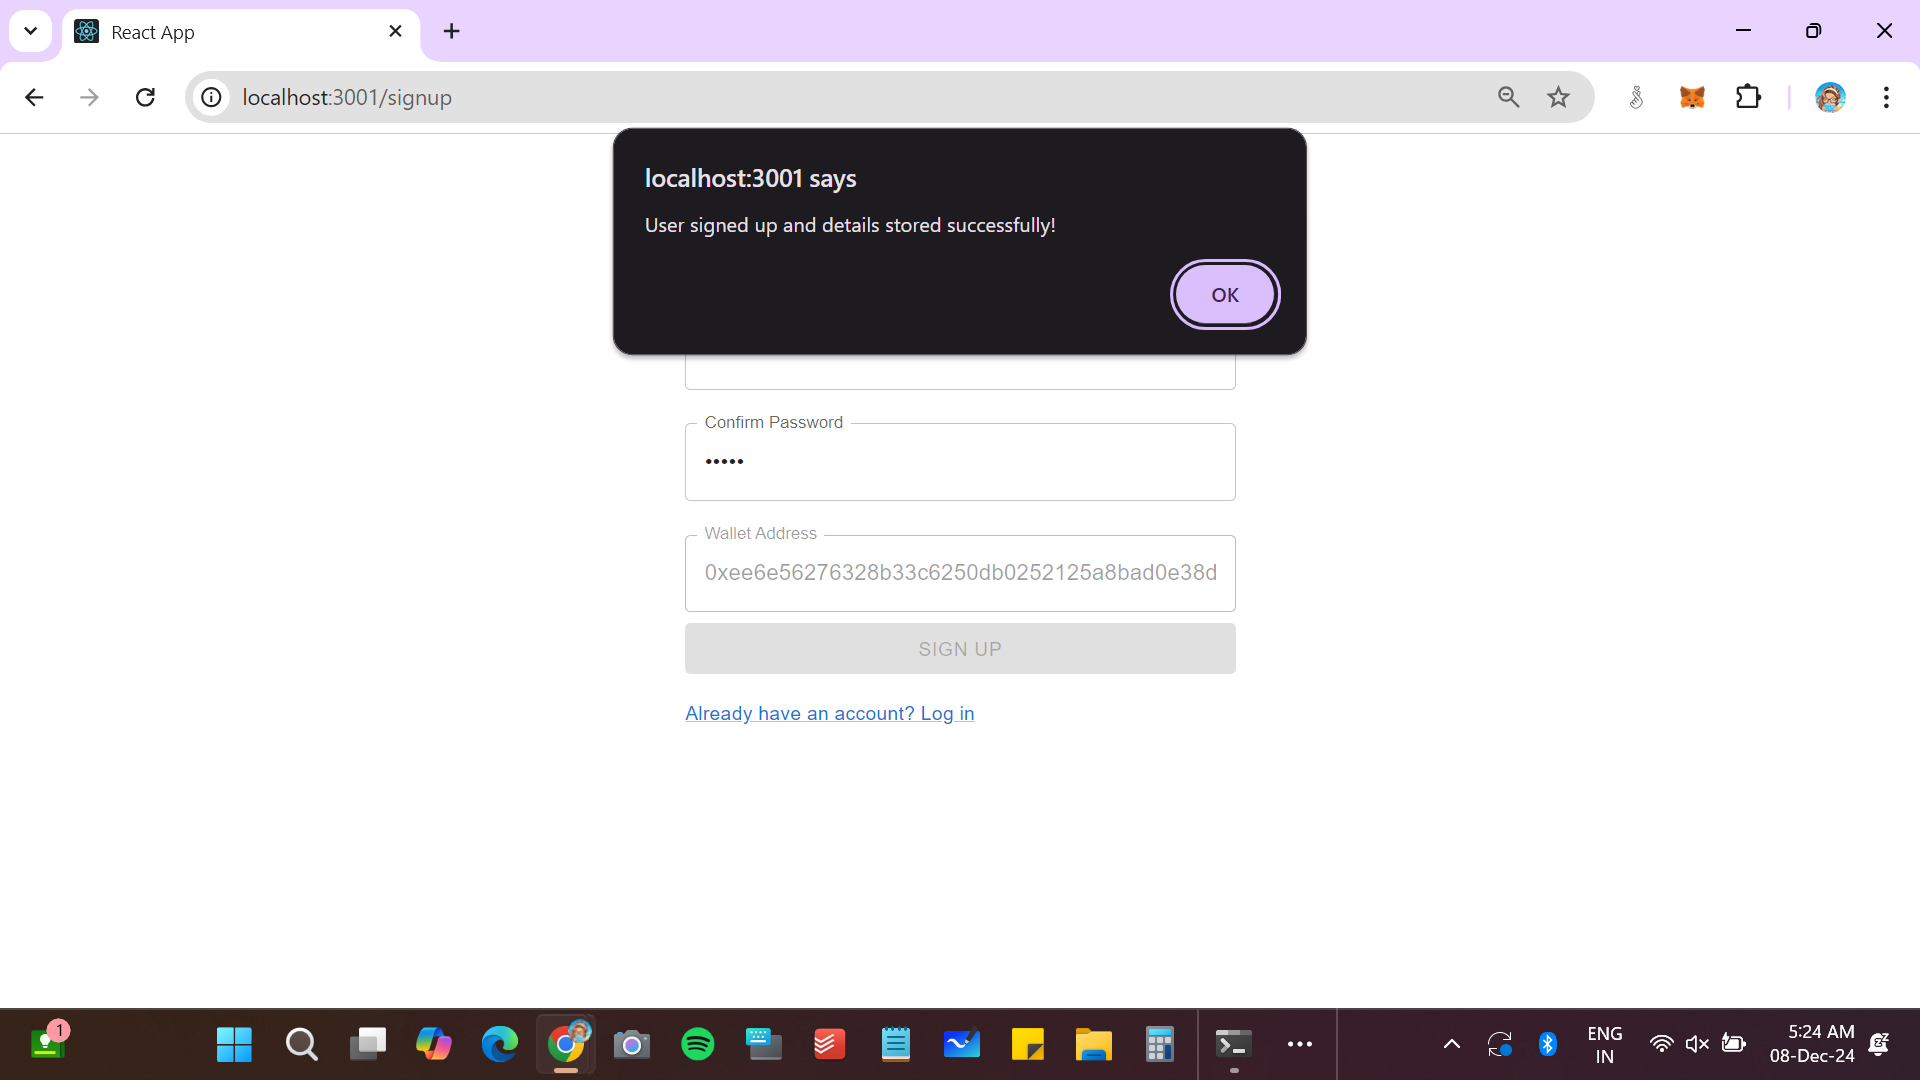 React App
localhost:3001/signup
localhost:3001 says
User signed up and details stored successfully!
OK
Confirm Password
•••••
Wallet Address
0xee6e56276328b33c6250db0252125a8bad0e38d
SIGN UP
Already have an account? Log in
1
ENG
IN
5:24 AM
08-Dec-24